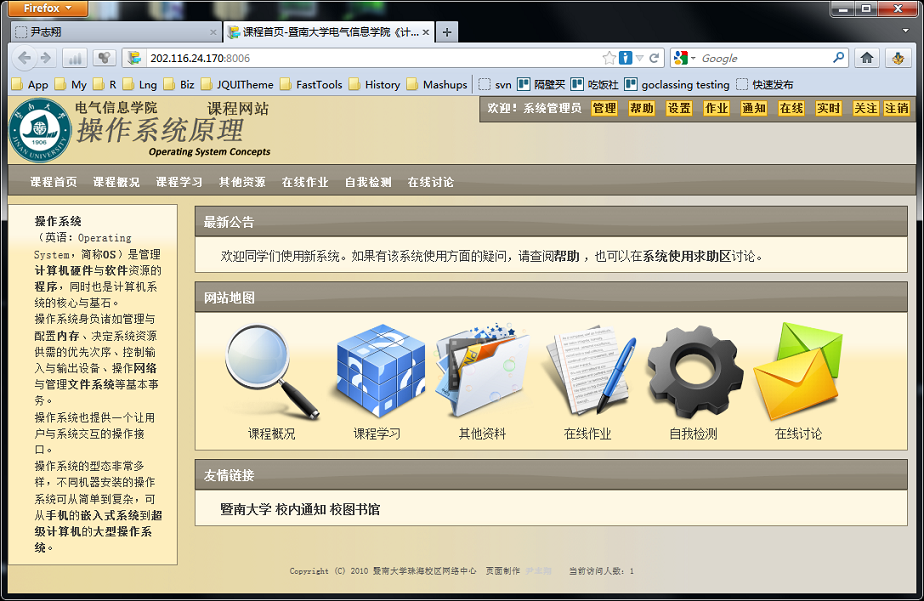 Firefox
尹志翔
课程首页-暨南大学电气信息学院《计...
202.116.24.170:8006
Google
App My R Lng Biz JQUITheme FastTools History Mashups svn 隔壁买 吃饭社 goclassing testing 快速发布
电气信息学院 课程网站
操作系统原理
Operating System Concepts
JINAN UNIVERSITY
1906
欢迎! 系统管理员 管理 帮助 设置 作业 通知 在线 实时 关注 注销
课程首页 课程概况 课程学习 其他资源 在线作业 自我检测 在线讨论
操作系统
（英语：Operating
System，简称OS）是管理
计算机硬件与软件资源的
程序，同时也是计算机系
统的核心与基石。
操作系统身负诸如管理与
配置内存、决定系统资源
供需的优先次序、控制输
入与输出设备、操作网络
与管理文件系统等基本事
务。
操作系统也提供一个让用
户与系统交互的操作接
口。
操作系统的型态非常多
样，不同机器安装的操作
系统可从简单到复杂，可
从手机的嵌入式系统到超
级计算机的大型操作系
统。
最新公告
欢迎同学们使用新系统。如果有该系统使用方面的疑问，请查阅帮助 ，也可以在系统使用求助区讨论。
网站地图
课程概况 课程学习 其他资料 在线作业 自我检测 在线讨论
友情链接
暨南大学 校内通知 校图书馆
Copyright (C) 2010 暨南大学珠海校区网络中心 页面制作 当前访问人数: 1